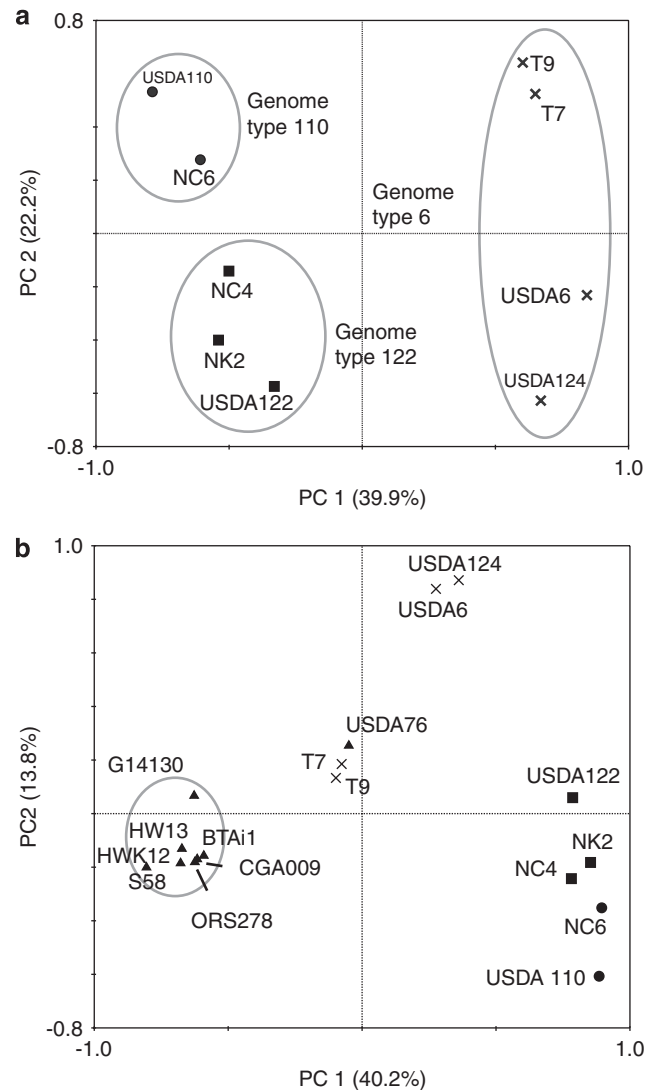 a
0.8
USDA110
Genome
type 110
NC6
T9
T7
Genome
type 6
PC 2 (22.2%)
NC4
NK2
USDA122
Genome
type 122
USDA6
USDA124
-0.8
-1.0
1.0
PC 1 (39.9%)
b
1.0
USDA124
USDA6
USDA76
T7
T9
G14130
PC2 (13.8%)
USDA122
HW13
BTAi1
HWK12
CGA009
S58
ORS278
NK2
NC4
NC6
USDA 110
-0.8
-1.0
1.0
PC 1 (40.2%)